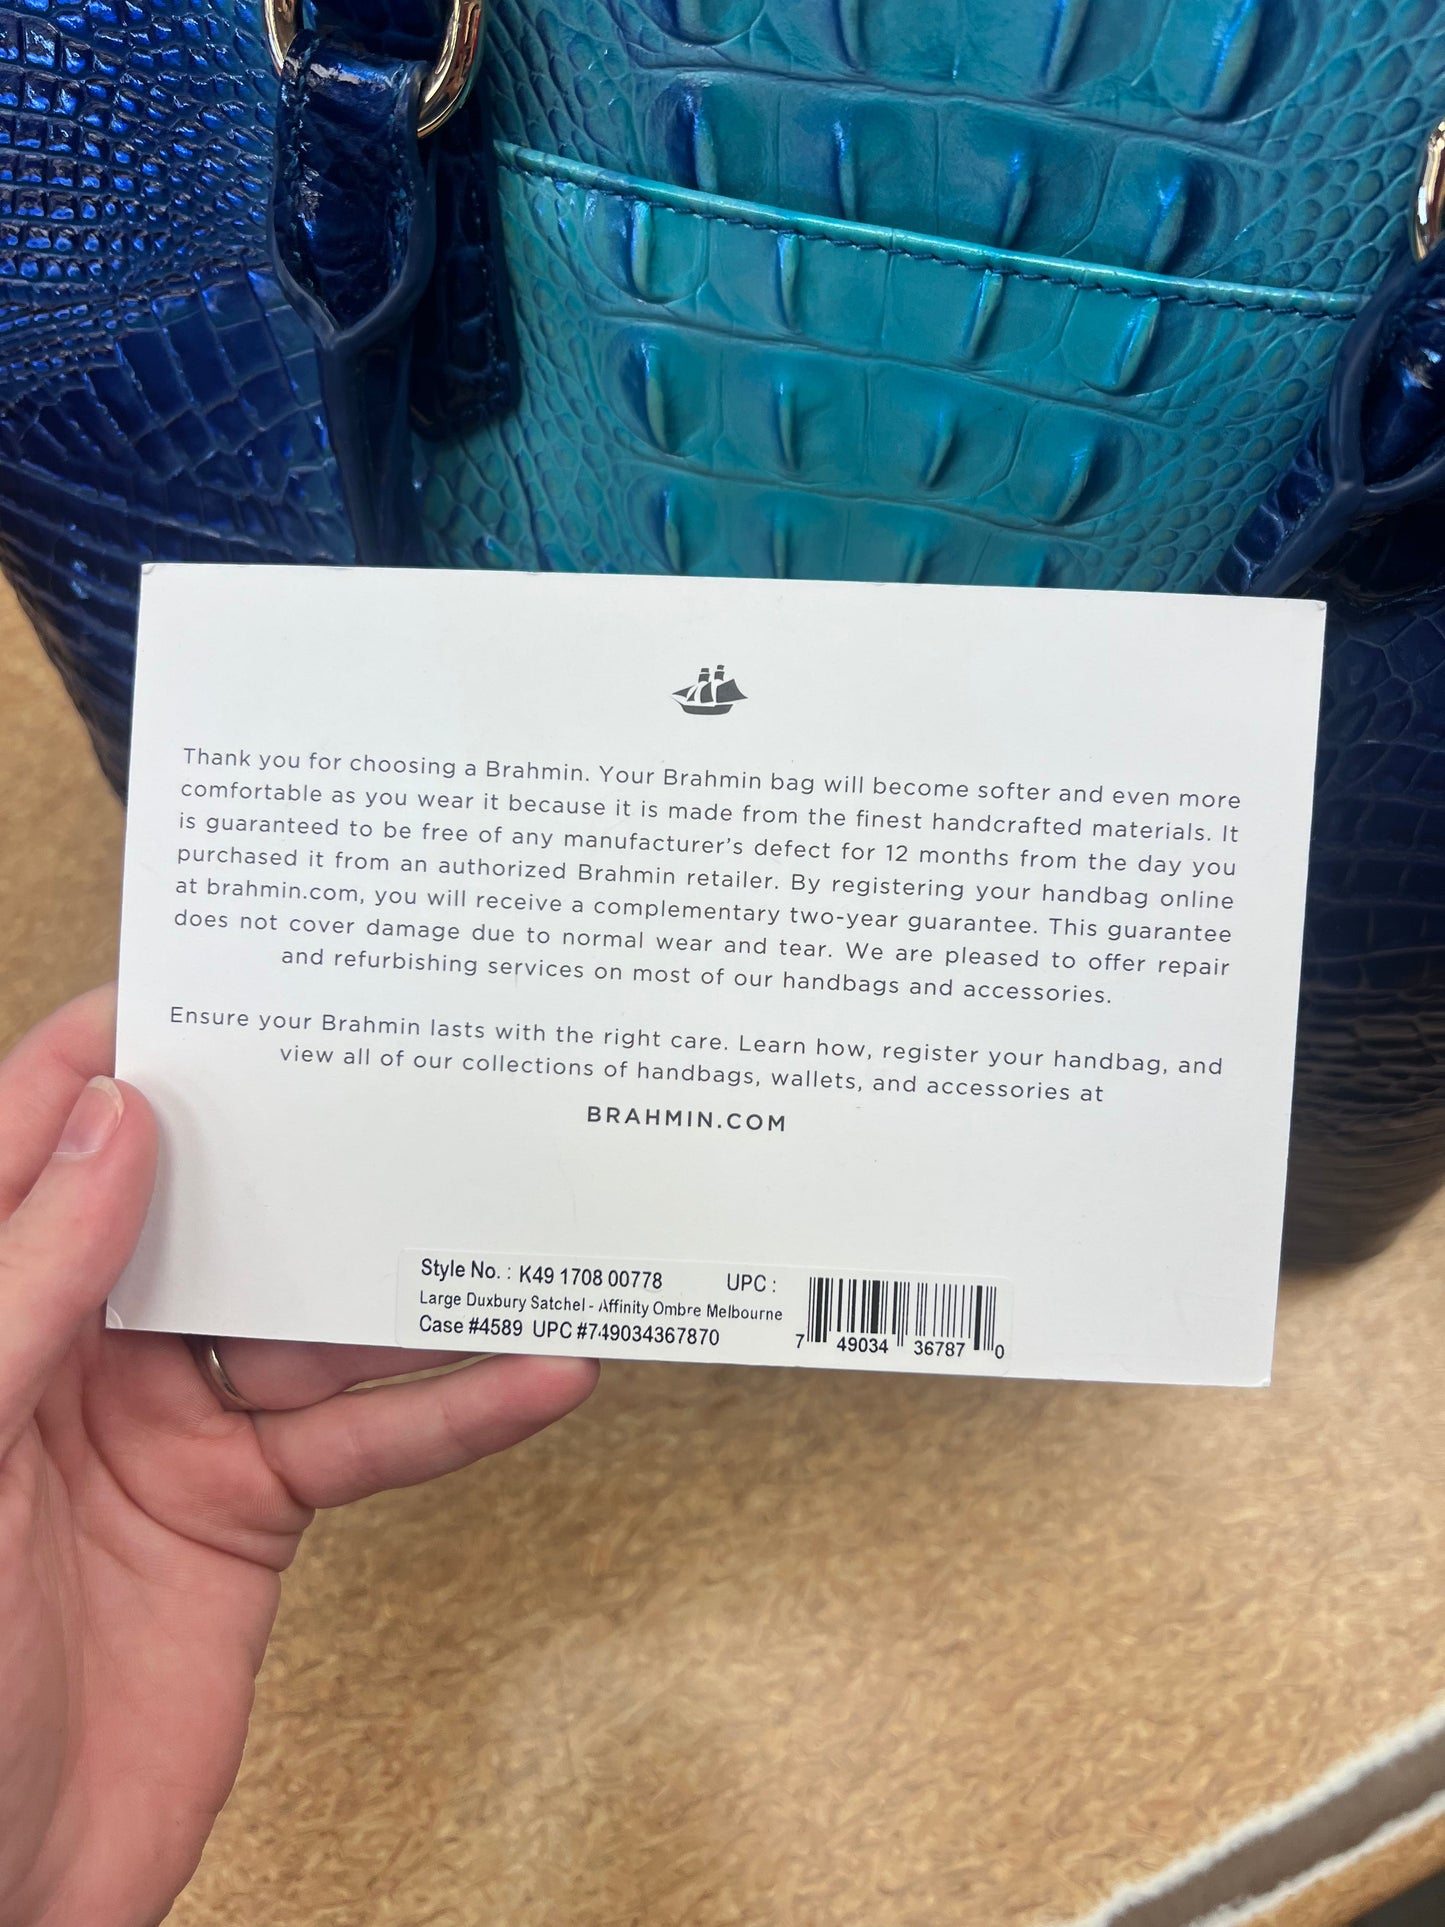 Thank you for choosing a Brahmin. Your Brahmin bag will become softer and even more
comfortable as you wear it because it is made from the finest handcrafted materials. It
is guaranteed to be free of any manufacturer's defect for 12 months from the day you
purchased it from an authorized Brahmin retailer. By registering your handbag online
at brahmin.com, you will receive a complementary two-year guarantee. This guarantee
does not cover damage due to normal wear and tear. We are pleased to offer repair
and refurbishing services on most of our handbags and accessories.
Ensure your Brahmin lasts with the right care. Learn how, register your handbag, and
view all of our collections of handbags, wallets, and accessories at
BRAHMIN.COM
Style No. : K49 1708 00778 UPC :
Large Duxbury Satchel - Affinity Ombre Melbourne
Case #4589 UPC #749034367870
7 49034 36787 0